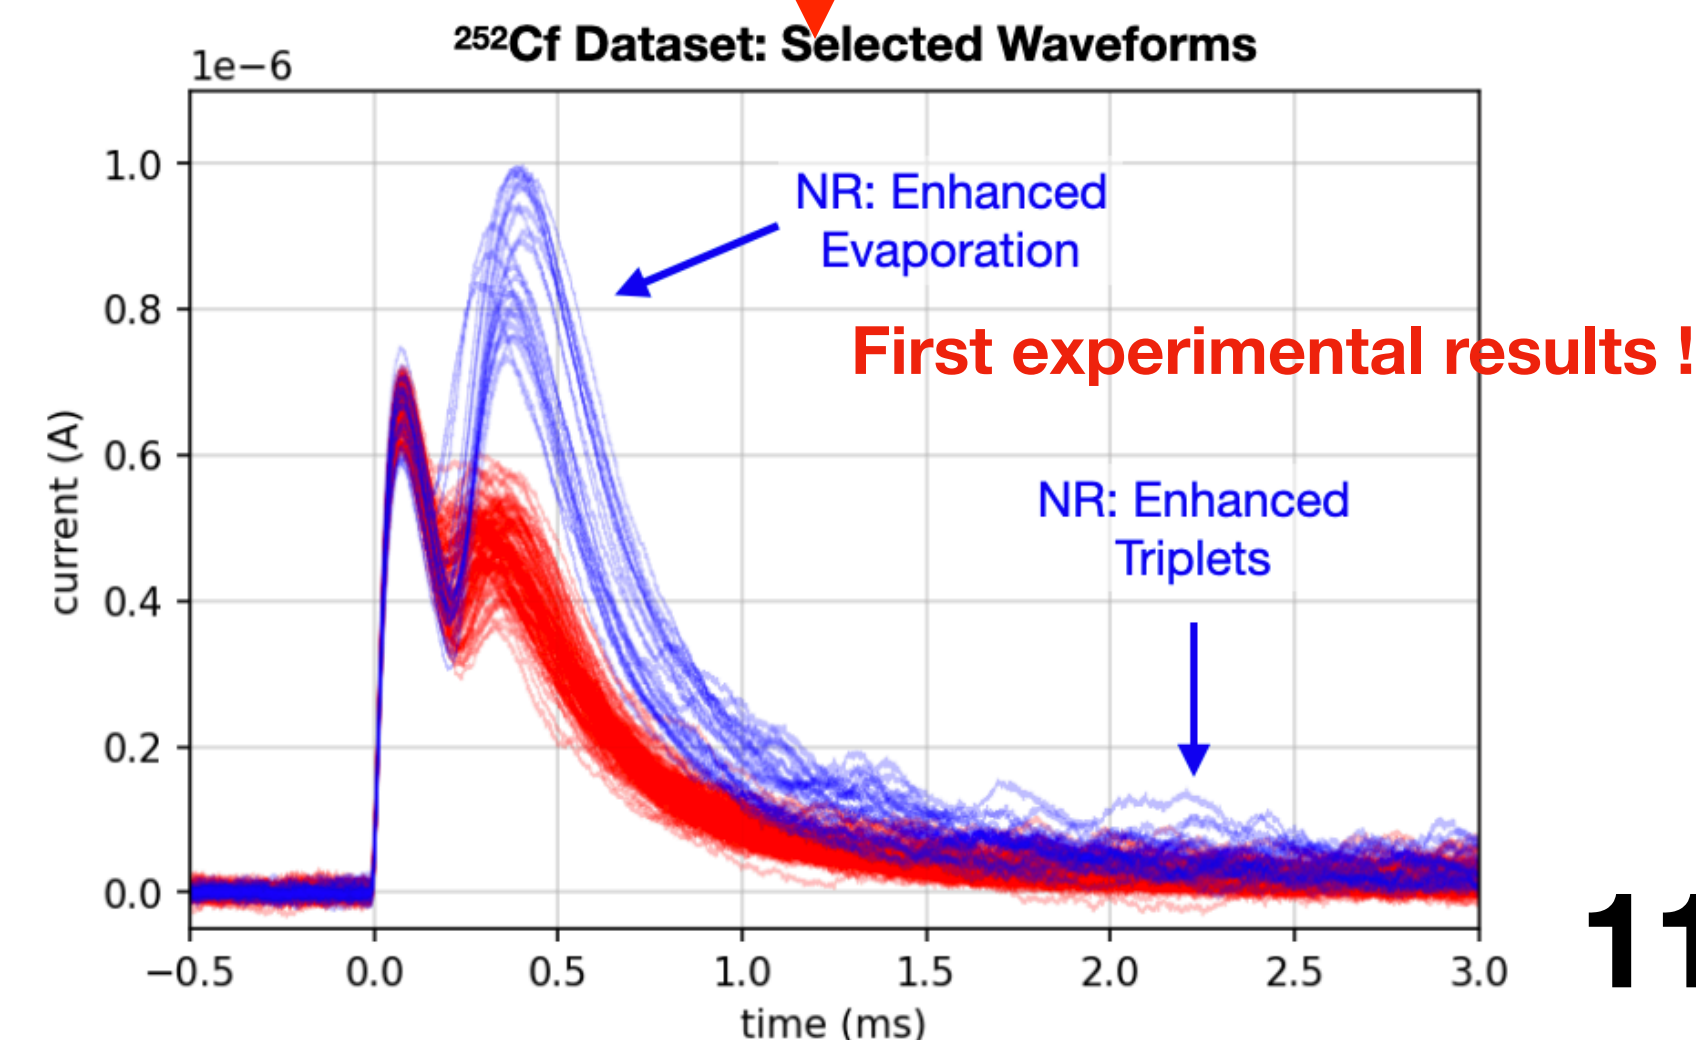 ²⁵²Cf Dataset: Selected Waveforms
1e−6
1.0
0.8
0.6
0.4
0.2
0.0
current (A)
NR: Enhanced
Evaporation
First experimental results !
NR: Enhanced
Triplets
−0.5 0.0 0.5 1.0 1.5 2.0 2.5 3.0
time (ms)
11